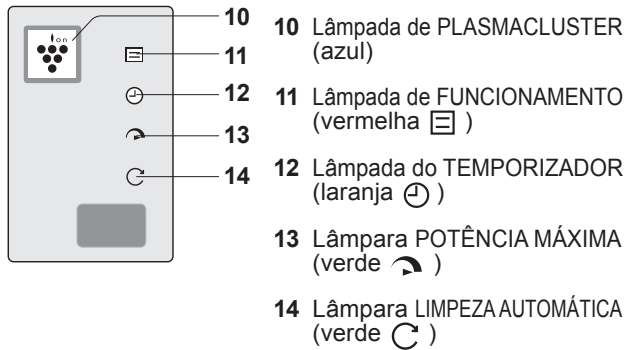 ion
10
11
12
13
14
10 Lâmpada de PLASMACLUSTER
(azul)
11 Lâmpada de FUNCIONAMENTO
(vermelha )
12 Lâmpada do TEMPORIZADOR
(laranja )
13 Lâmpara POTÊNCIA MÁXIMA
(verde )
14 Lâmpara LIMPEZA AUTOMÁTICA
(verde )